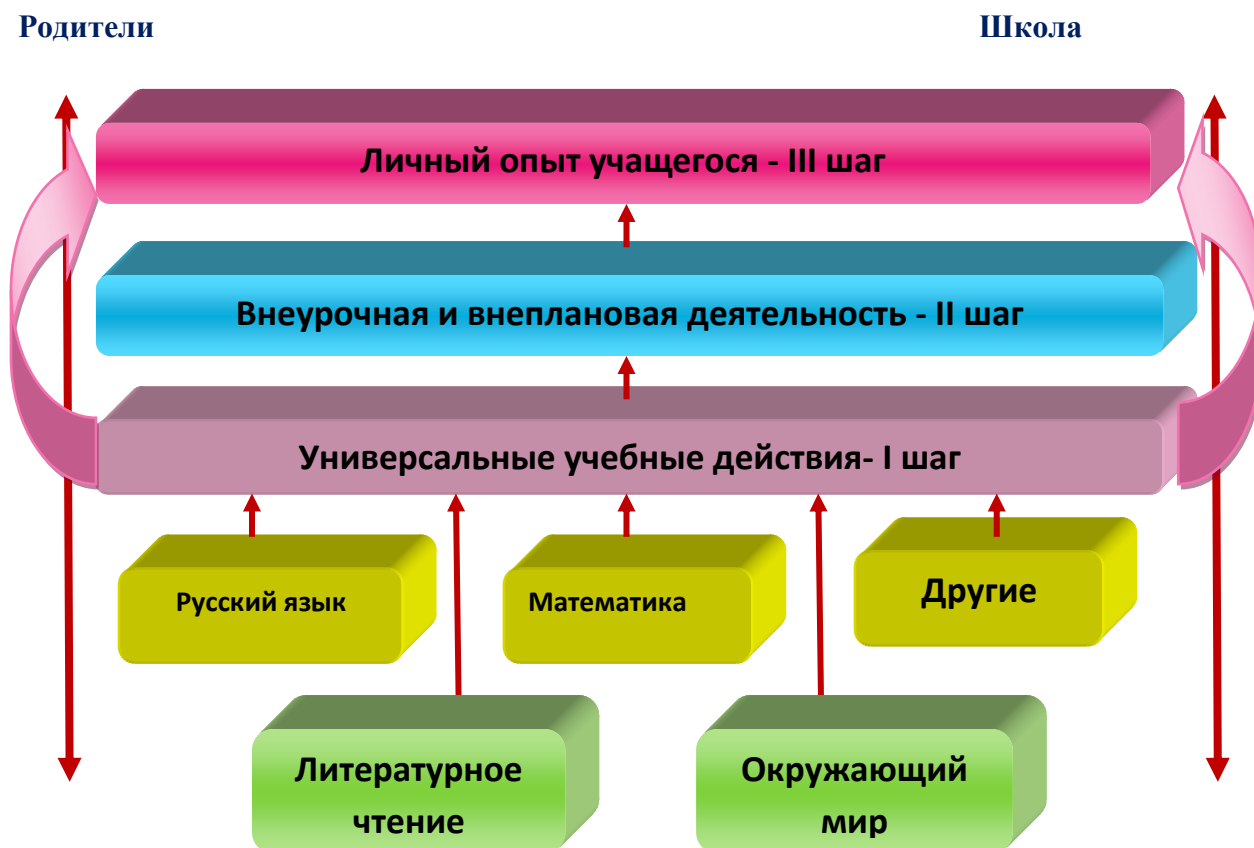 Родители
Школа
Личный опыт учащегося - III шаг
Внеурочная и внеплановая деятельность - II шаг
Универсальные учебные действия- I шаг
Русский язык
Математика
Другие
Литературное
чтение
Окружающий
мир